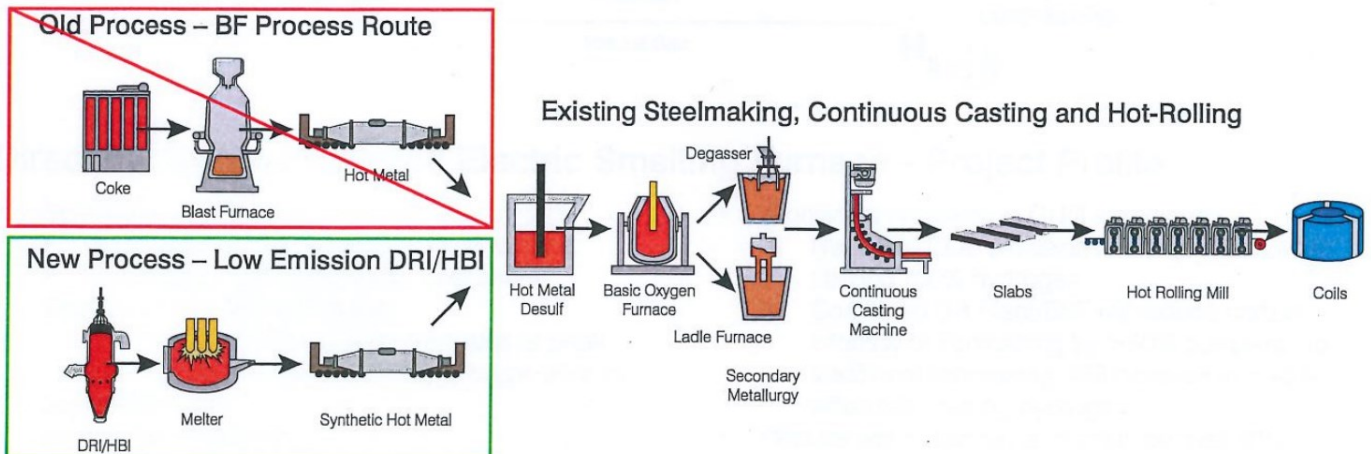 Old Process – BF Process Route
Coke
Blast Furnace
Hot Metal
New Process – Low Emission DRI/HBI
DRI/HBI
Melter
Synthetic Hot Metal
Existing Steelmaking, Continuous Casting and Hot-Rolling
Hot Metal
Desulf
Basic Oxygen
Furnace
Degasser
Ladle Furnace
Secondary
Metallurgy
Continuous
Casting
Machine
Slabs
Hot Rolling Mill
Coils